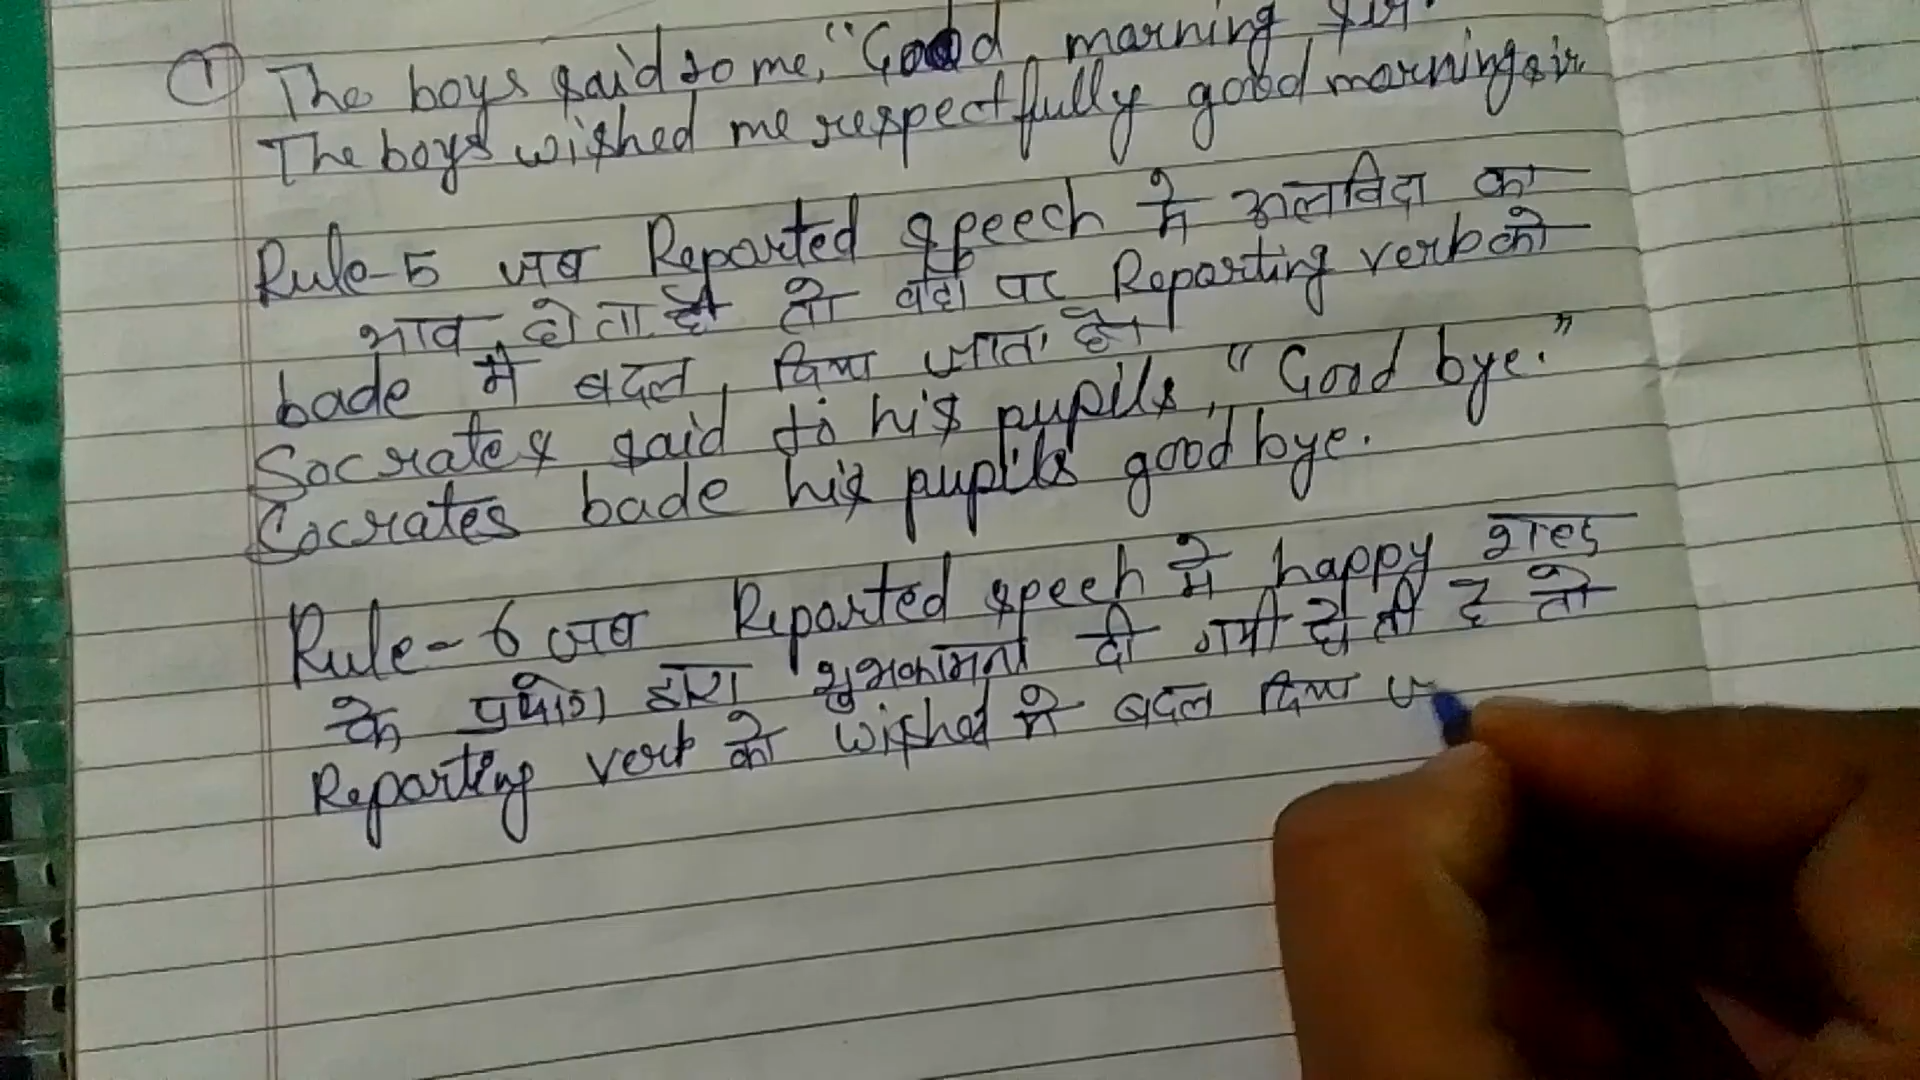 ① The boys said to me, "Good morning sir.
The boys wished me respectfully good morning sir.
Rule-5 जब Reported speech मे अलविदा का
भाव होता है तो वहां पर Reporting verb को
bade मे बदल दिया जाता है।
Socrates said to his pupils, "Good bye."
Socrates bade his pupils good bye.
Rule-6 जब Reported speech मे happy शब्द
के प्रयोग द्वारा शुभकामना दी गयी होती है तो
Reporting verb को wished मे बदल दिया